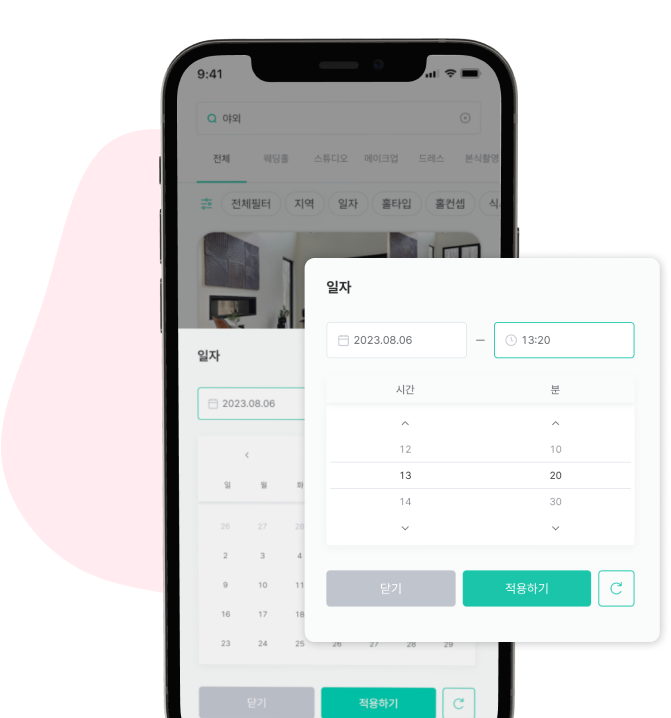 9:41
야외
전체 웨딩홀 스튜디오 메이크업 드레스 본식촬영
전체필터 지역 일자 홀타입 홀컨셉 식
일자
2023.08.06
일 월 화
26 27 28
2 3 4
9 10 11
16 17 18
23 24 25 26 27 28 29
닫기 적용하기
일자
2023.08.06 – 13:20
시간 분
12 10
13 20
14 30
닫기 적용하기